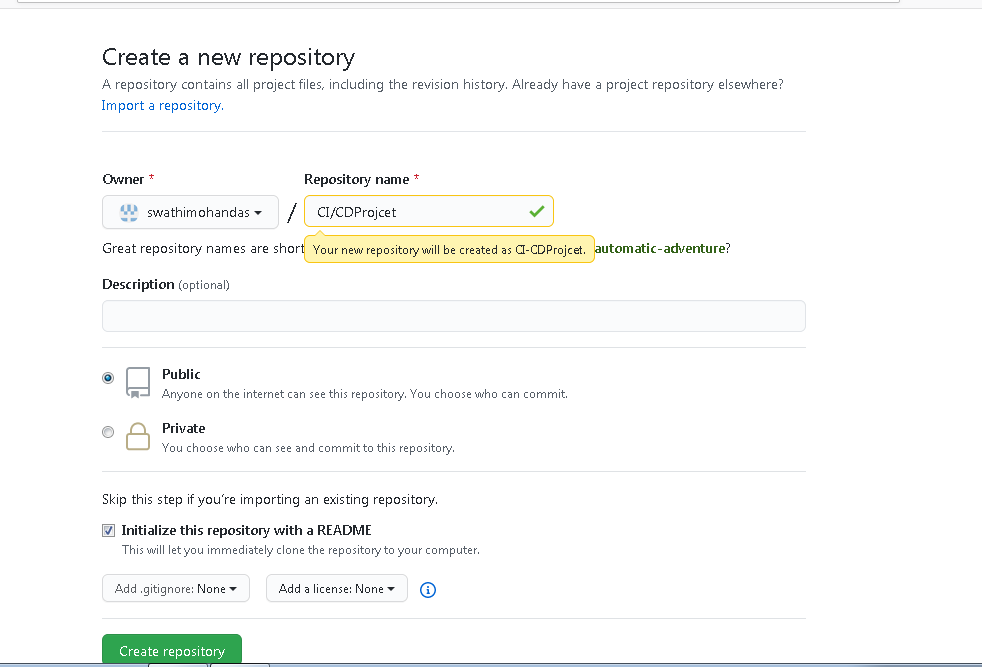 Create a new repository
A repository contains all project files, including the revision history. Already have a project repository elsewhere?
Import a repository.
Owner * Repository name *
swathimohandas / CI/CDProjcet
Great repository names are short
Your new repository will be created as CI-CDProjcet.
automatic-adventure?
Description (optional)
Public
Anyone on the internet can see this repository. You choose who can commit.
Private
You choose who can see and commit to this repository.
Skip this step if you're importing an existing repository.
Initialize this repository with a README
This will let you immediately clone the repository to your computer.
Add .gitignore: None Add a license: None
Create repository